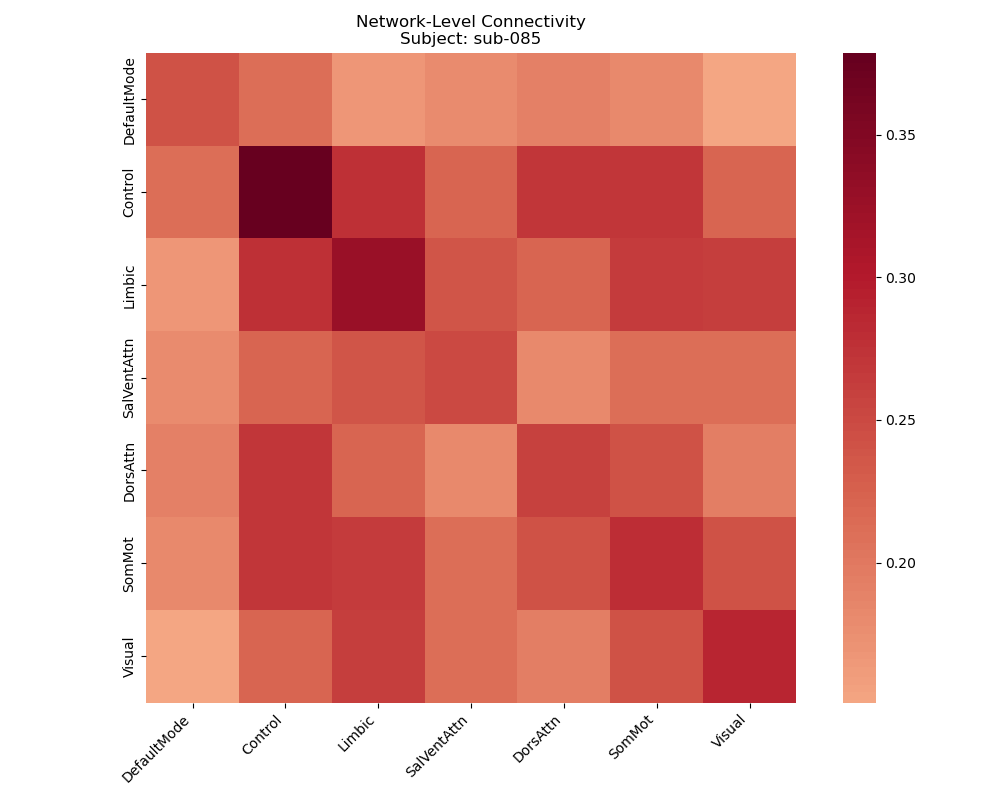 Network-Level Connectivity
Subject: sub-085
DefaultMode
Control
Limbic
SalVentAttn
DorsAttn
SomMot
Visual
DefaultMode
Control
Limbic
SalVentAttn
DorsAttn
SomMot
Visual
0.35
0.30
0.25
0.20